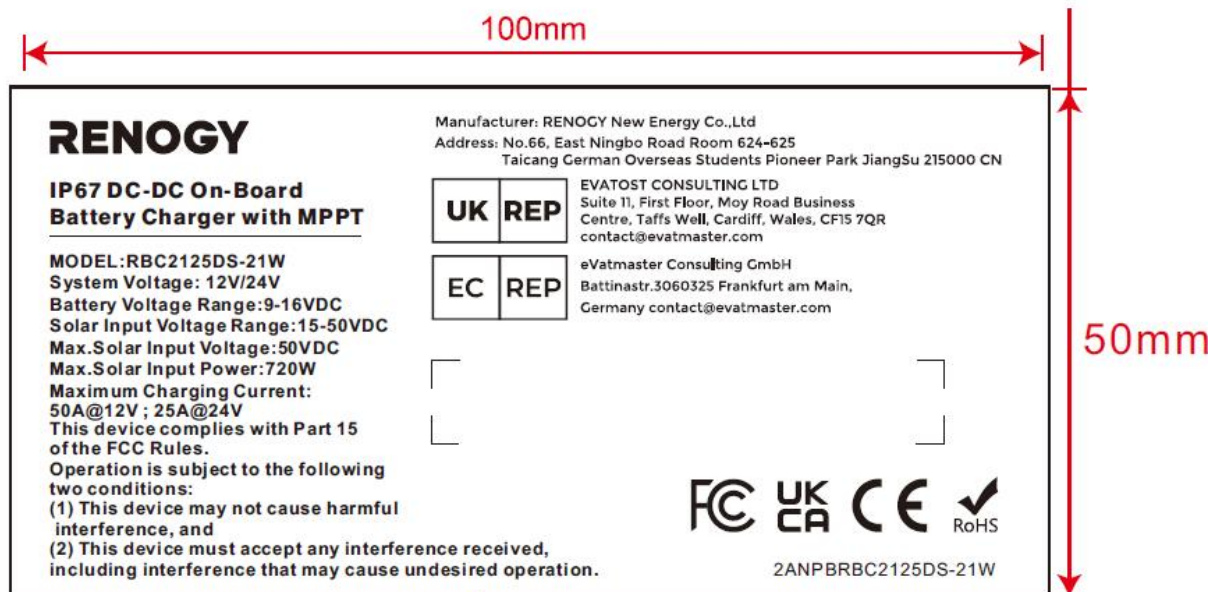 100mm
50mm
RENOGY
IP67 DC-DC On-Board
Battery Charger with MPPT
MODEL:RBC2125DS-21W
System Voltage: 12V/24V
Battery Voltage Range:9-16VDC
Solar Input Voltage Range:15-50VDC
Max.Solar Input Voltage:50VDC
Max.Solar Input Power:720W
Maximum Charging Current:
50A@12V ; 25A@24V
This device complies with Part 15
of the FCC Rules.
Operation is subject to the following
two conditions:
(1) This device may not cause harmful
interference, and
(2) This device must accept any interference received,
including interference that may cause undesired operation.
Manufacturer: RENOGY New Energy Co.,Ltd
Address: No.66, East Ningbo Road Room 624-625
Taicang German Overseas Students Pioneer Park JiangSu 215000 CN
UK REP
EVATOST CONSULTING LTD
Suite 11, First Floor, Moy Road Business
Centre, Taffs Well, Cardiff, Wales, CF15 7QR
contact@evatmaster.com
EC REP
eVatmaster Consulting GmbH
Battinastr.3060325 Frankfurt am Main,
Germany contact@evatmaster.com
FC UK CA CE RoHS
2ANPBRBC2125DS-21W